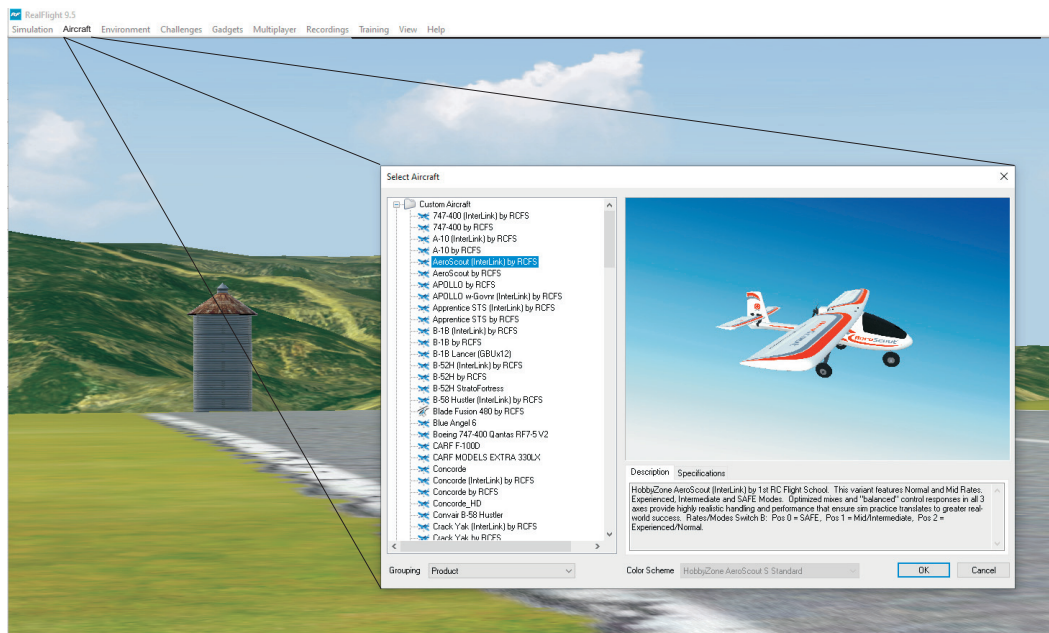 RealFlight 9.5
Simulation Aircraft Environment Challenges Gadgets Multiplayer Recordings Training View Help
Select Aircraft
Custom Aircraft
747-400 (InterLink) by RCFS
747-400 by RCFS
A-10 (InterLink) by RCFS
A-10 by RCFS
AeroScout (InterLink) by RCFS
AeroScout by RCFS
APOLLO by RCFS
APOLLO w-Govnr (InterLink) by RCFS
Apprentice STS (InterLink) by RCFS
Apprentice STS by RCFS
B-1B (InterLink) by RCFS
B-1B by RCFS
B-1B Lancer (GBUx12)
B-52H (InterLink) by RCFS
B-52H by RCFS
B-52H StratoFortress
B-58 Hustler (InterLink) by RCFS
Blade Fusion 480 by RCFS
Blue Angel 6
Boeing 747-400 Qantas RF7-5 V2
CARF F-100D
CARF MODELS EXTRA 330LX
Concorde
Concorde (InterLink) by RCFS
Concorde by RCFS
Concorde_HD
Convair B-58 Hustler
Crack Yak (InterLink) by RCFS
Crack Yak by RCFS
AeroScout
Description Specifications
HobbyZone AeroScout (InterLink) by 1st RC Flight School. This variant features Normal and Mid Rates.
Experienced, Intermediate and SAFE Modes. Optimized mixes and "balanced" control responses in all 3
axes provide highly realistic handling and performance that ensure sim practice translates to greater real-
world success. Rates/Modes Switch B: Pos 0 = SAFE, Pos 1 = Mid/Intermediate, Pos 2 =
Experienced/Normal.
Grouping Product Color Scheme HobbyZone AeroScout S Standard OK Cancel